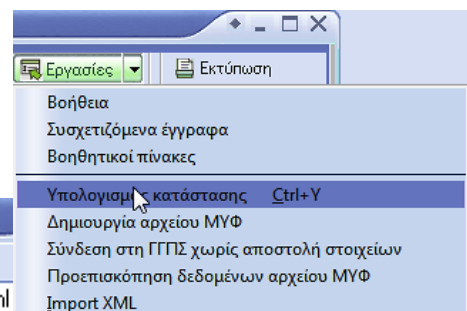 Εργασίες Εκτύπωση
Βοήθεια
Συσχετιζόμενα έγγραφα
Βοηθητικοί πίνακες
Υπολογισμός κατάστασης Ctrl+Y
Δημιουργία αρχείου ΜΥΦ
Σύνδεση στη ΓΓΠΣ χωρίς αποστολή στοιχείων
Προεπισκόπηση δεδομένων αρχείου ΜΥΦ
Import XML